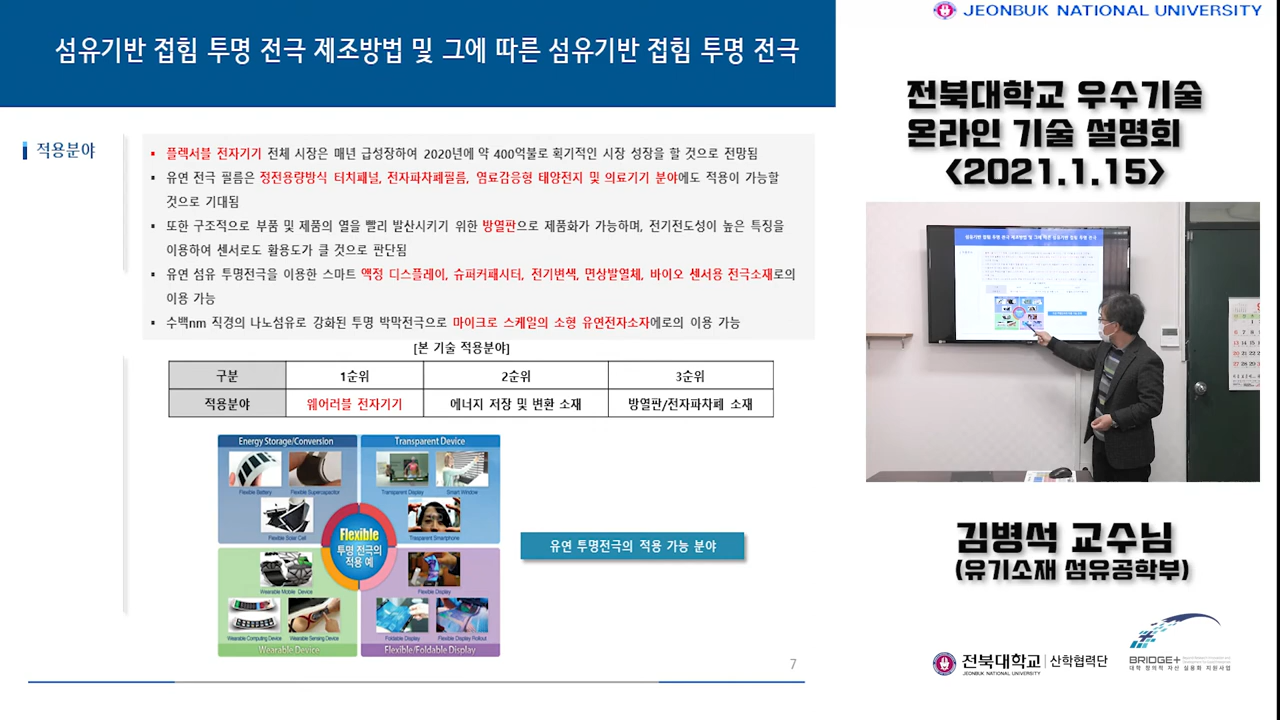 JEONBUK NATIONAL UNIVERSITY
섬유기반 접힘 투명 전극 제조방법 및 그에 따른 섬유기반 접힘 투명 전극
전북대학교 우수기술
온라인 기술 설명회
<2021.1.15>
적용분야
▪ 플렉서블 전자기기 전체 시장은 매년 급성장하여 2020년에 약 400억불로 획기적인 시장 성장을 할 것으로 전망됨
▪ 유연 전극 필름은 정전용량방식 터치패널, 전자파차폐필름, 염료감응형 태양전지 및 의료기기 분야에도 적용이 가능할
것으로 기대됨
▪ 또한 구조적으로 부품 및 제품의 열을 빨리 발산시키기 위한 방열판으로 제품화가 가능하며, 전기전도성이 높은 특징을
이용하여 센서로도 활용도가 클 것으로 판단됨
▪ 유연 섬유 투명전극을 이용한 스마트 액정 디스플레이, 슈퍼커패시터, 전기변색, 면상발열체, 바이오 센서용 전극소재로의
이용 가능
▪ 수백nm 직경의 나노섬유로 강화된 투명 박막전극으로 마이크로 스케일의 소형 유연전자소자에로의 이용 가능
[본 기술 적용분야]
구분 1순위 2순위 3순위
적용분야 웨어러블 전자기기 에너지 저장 및 변환 소재 방열판/전자파차폐 소재
Energy Storage/Conversion Transparent Device
Flexible Battery Flexible Supercapacitor Transparent Display Smart Window
Flexible Solar Cell Trasparent Smartphone
Flexible
투명 전극의
적용 예
Wearable Mobile Device Flexible Display
Wearable Computing Device Wearable Sensing Device Foldable Display Flexible Display Rollout
Wearable Device Flexible/Foldable Display
유연 투명전극의 적용 가능 분야
7
김병석 교수님
(유기소재 섬유공학부)
전북대학교 산학협력단
JEONBUK NATIONAL UNIVERSITY
BRIDGE+
대학 창의적 자산 실용화 지원사업